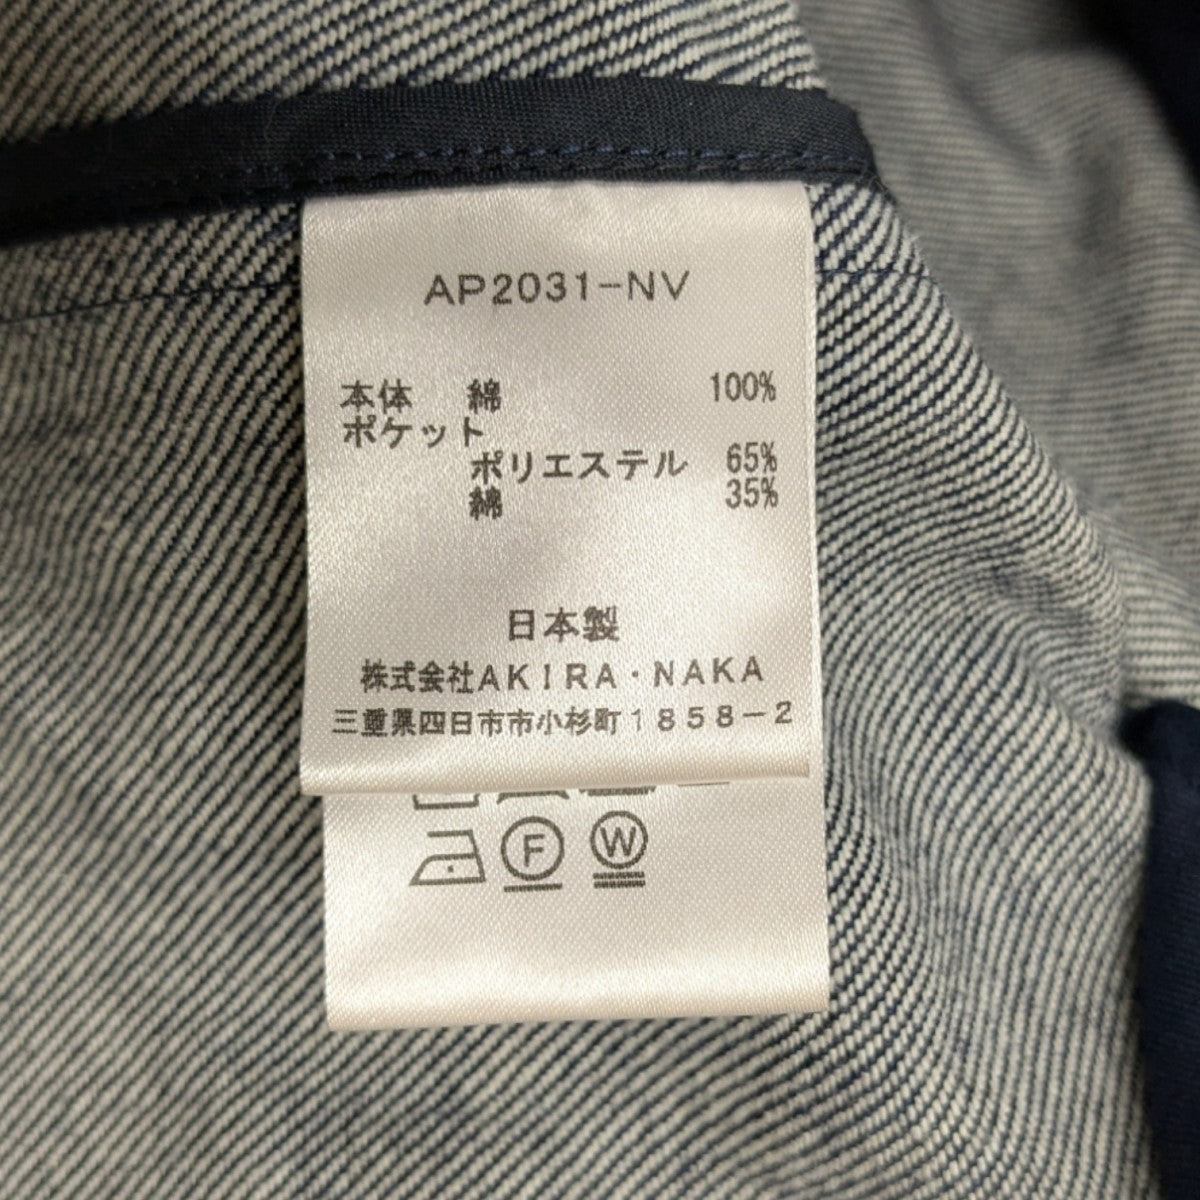 AP2031-NV
本体 綿 100%
ポケット
ポリエステル 65%
綿 35%
日本製
株式会社AKIRA・NAKA
三重県四日市市小杉町1858-2
F W